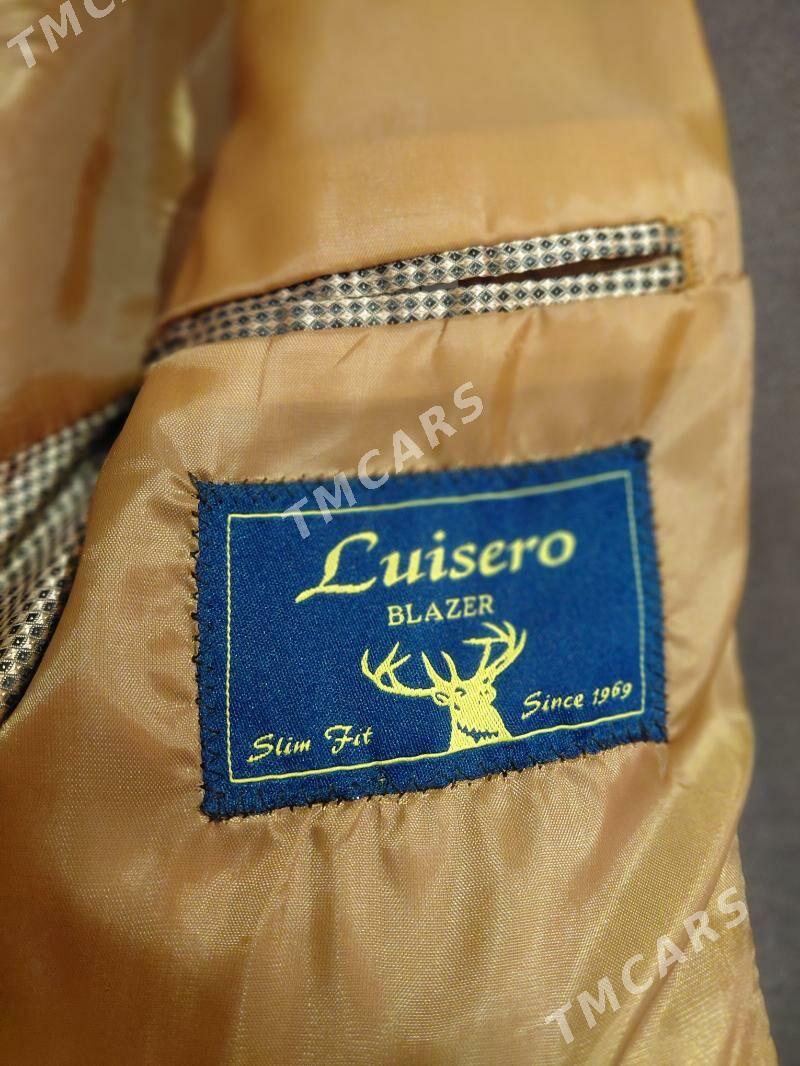 TMCARS
TMCARS
Luisero
BLAZER
Slim Fit
Since 1969
TMCARS